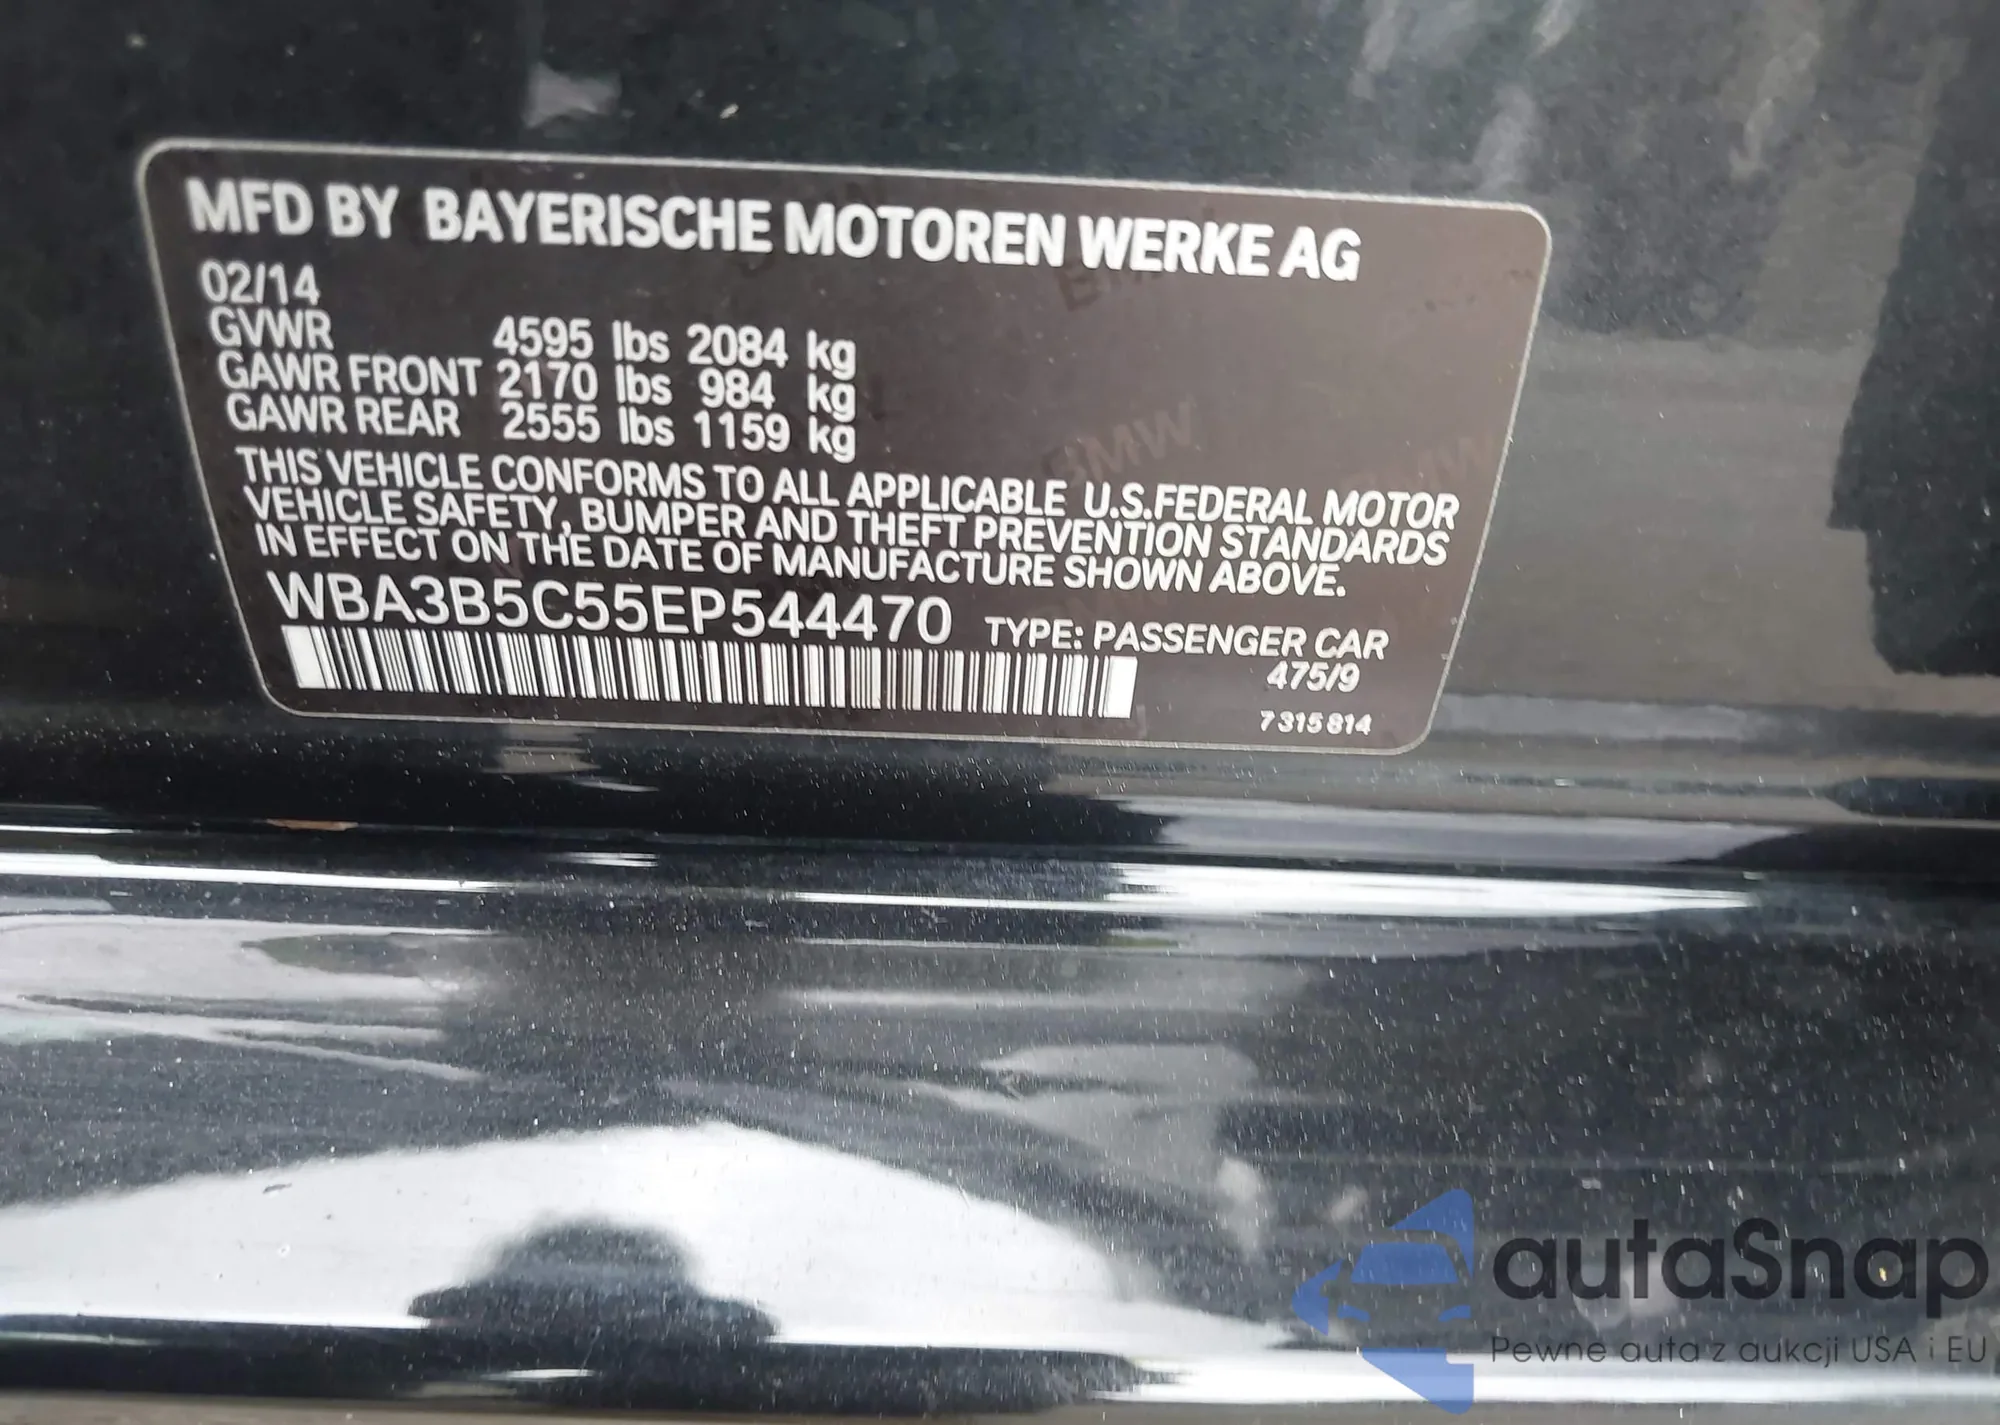 MFD BY BAYERISCHE MOTOREN WERKE AG
02/14
GVWR 4595 lbs 2084 kg
GAWR FRONT 2170 lbs 984 kg
GAWR REAR 2555 lbs 1159 kg
THIS VEHICLE CONFORMS TO ALL APPLICABLE U.S.FEDERAL MOTOR
VEHICLE SAFETY, BUMPER AND THEFT PREVENTION STANDARDS
IN EFFECT ON THE DATE OF MANUFACTURE SHOWN ABOVE.
WBA3B5C55EP544470 TYPE: PASSENGER CAR
475/9
7 315 814
autaSnap
Pewne auta z aukcji USA i EU